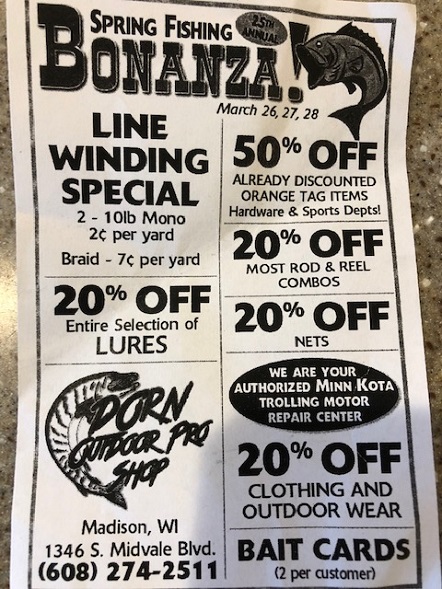 SPRING FISHING
25TH
ANNUAL
BONANZA!
March 26, 27, 28
LINE
WINDING
SPECIAL
2 - 10lb Mono
2¢ per yard
Braid - 7¢ per yard
20% OFF
Entire Selection of
LURES
DORN
OUTDOOR PRO
SHOP
Madison, WI
1346 S. Midvale Blvd.
(608) 274-2511
50% OFF
ALREADY DISCOUNTED
ORANGE TAG ITEMS
Hardware & Sports Depts!
20% OFF
MOST ROD & REEL
COMBOS
20% OFF
NETS
WE ARE YOUR
AUTHORIZED MINN KOTA
TROLLING MOTOR
REPAIR CENTER
20% OFF
CLOTHING AND
OUTDOOR WEAR
BAIT CARDS
(2 per customer)